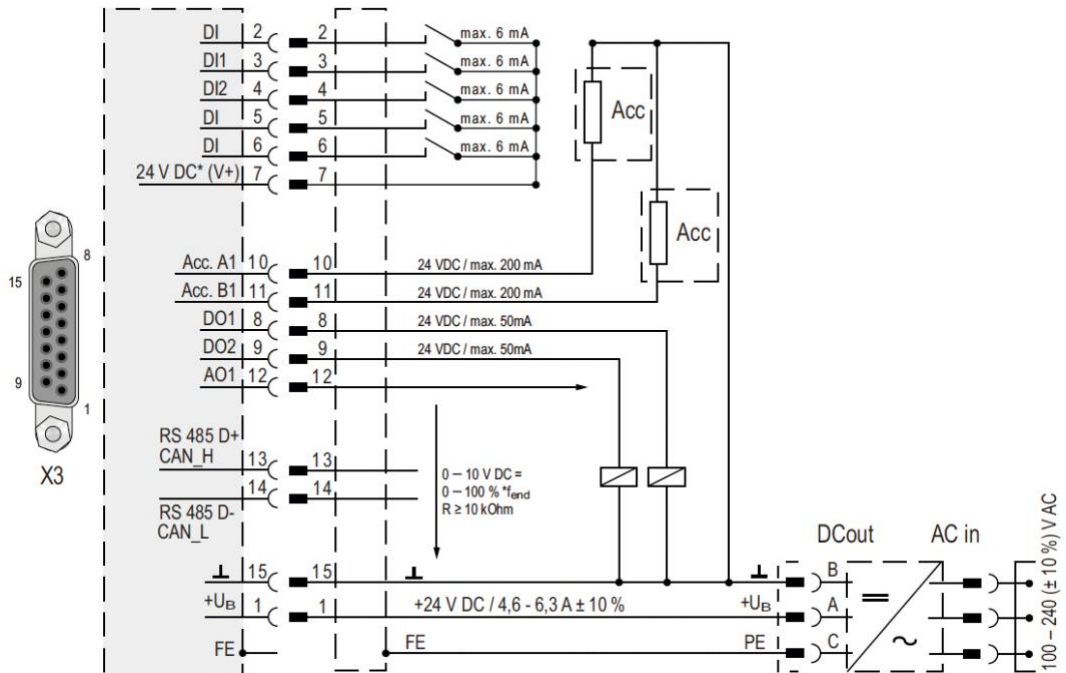 DI 2 2 max. 6 mA
DI1 3 3 max. 6 mA
DI2 4 4 max. 6 mA
DI 5 5 max. 6 mA
DI 6 6 max. 6 mA
24 V DC* (V+) 7 7
Acc
Acc
8
15
9
1
X3
Acc. A1 10 10 24 VDC / max. 200 mA
Acc. B1 11 11 24 VDC / max. 200 mA
DO1 8 8 24 VDC / max. 50mA
DO2 9 9 24 VDC / max. 50mA
AO1 12 12
RS 485 D+
CAN_H 13 13
14 14
RS 485 D-
CAN_L
0 – 10 V DC =
0 – 100 % *fend
R ≥ 10 kOhm
DCout AC in
15 15 B
+UB 1 1 +24 V DC / 4,6 - 6,3 A ± 10 % +UB A
FE FE PE C
100 – 240 (± 10 %) V AC